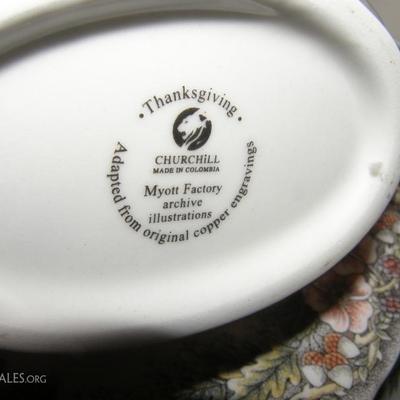 • Thanksgiving •
CHURCHiLL
MADE IN COLOMBIA
Myott Factory
archive
illustrations
Adapted from original copper engravings
ALES.ORG